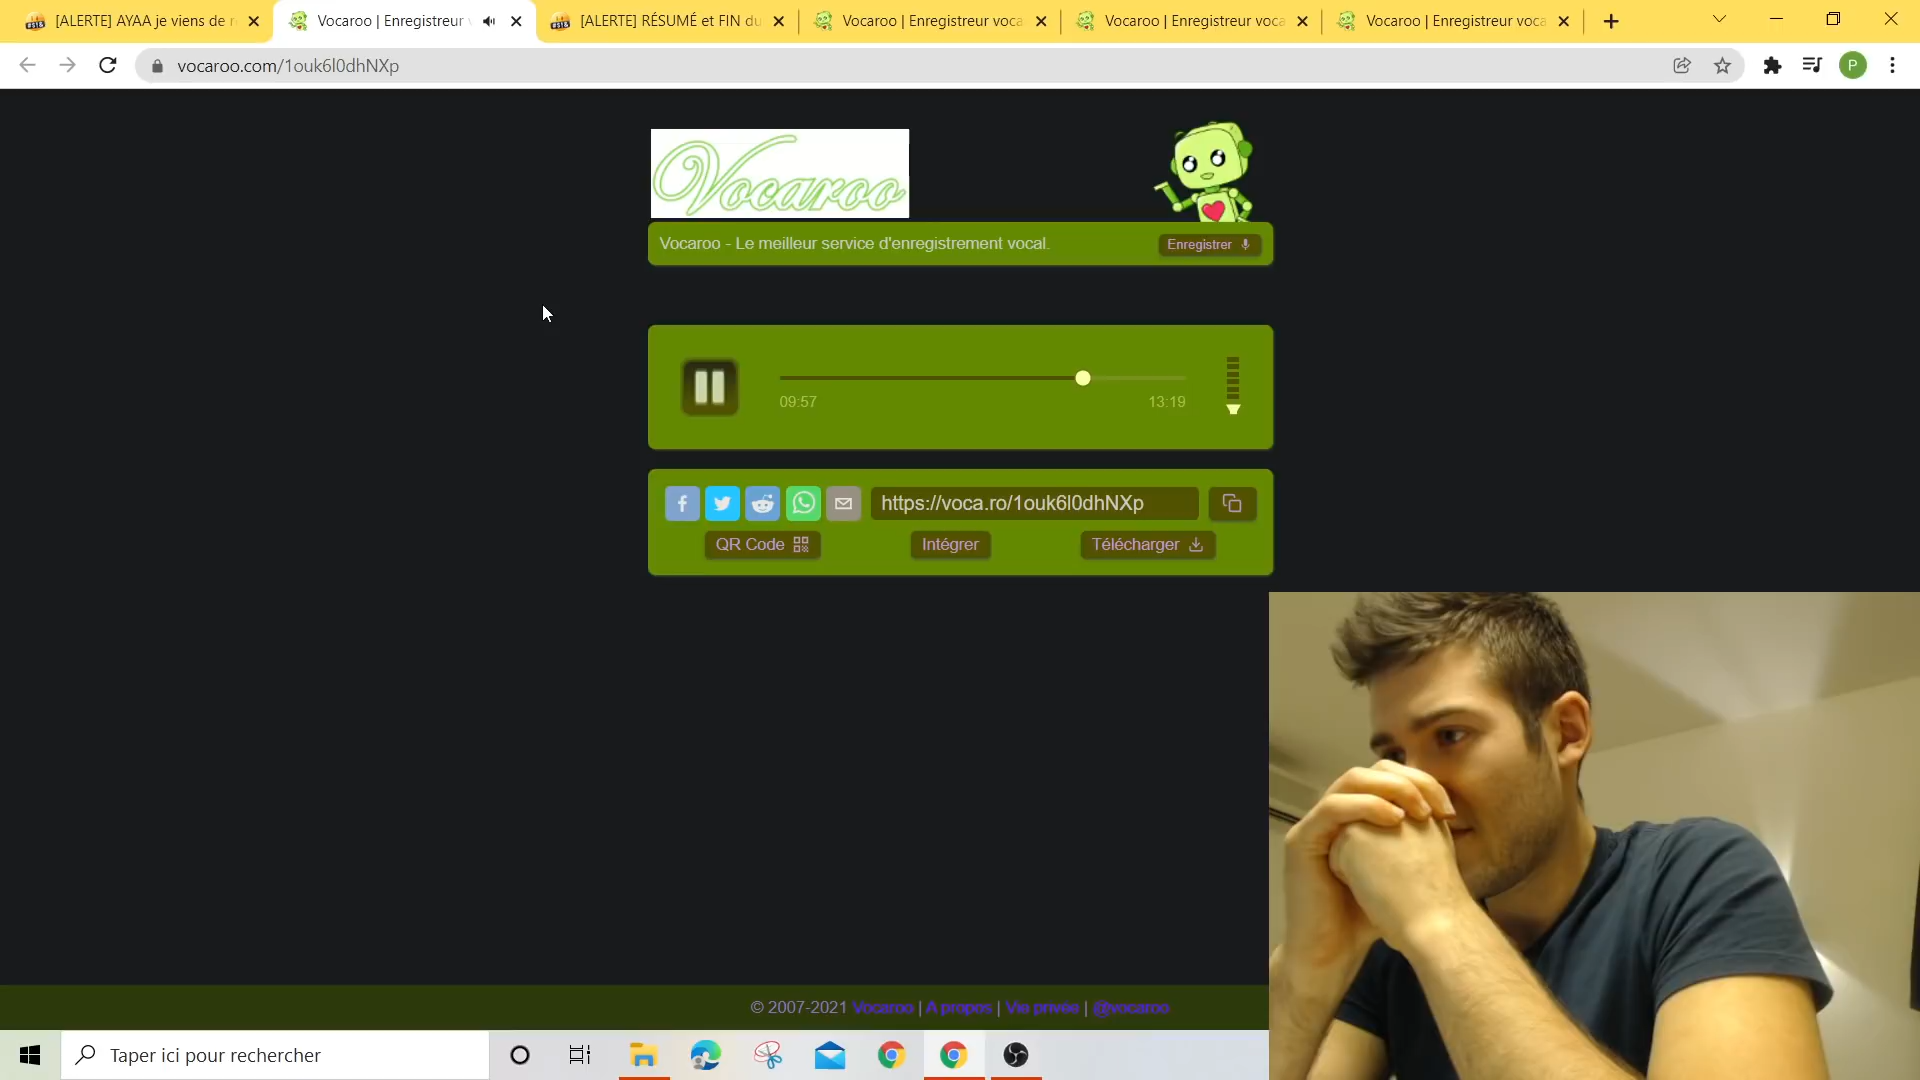 [ALERTE] AYAA je viens de r
Vocaroo | Enregistreur v
[ALERTE] RÉSUMÉ et FIN du
Vocaroo | Enregistreur voca
Vocaroo | Enregistreur voca
Vocaroo | Enregistreur voca
vocaroo.com/1ouk6l0dhNXp
P
Vocaroo
Vocaroo - Le meilleur service d'enregistrement vocal.
Enregistrer
09:57
13:19
https://voca.ro/1ouk6l0dhNXp
QR Code
Intégrer
Télécharger
© 2007-2021 Vocaroo | A propos | Vie privée | @vocaroo
Taper ici pour rechercher